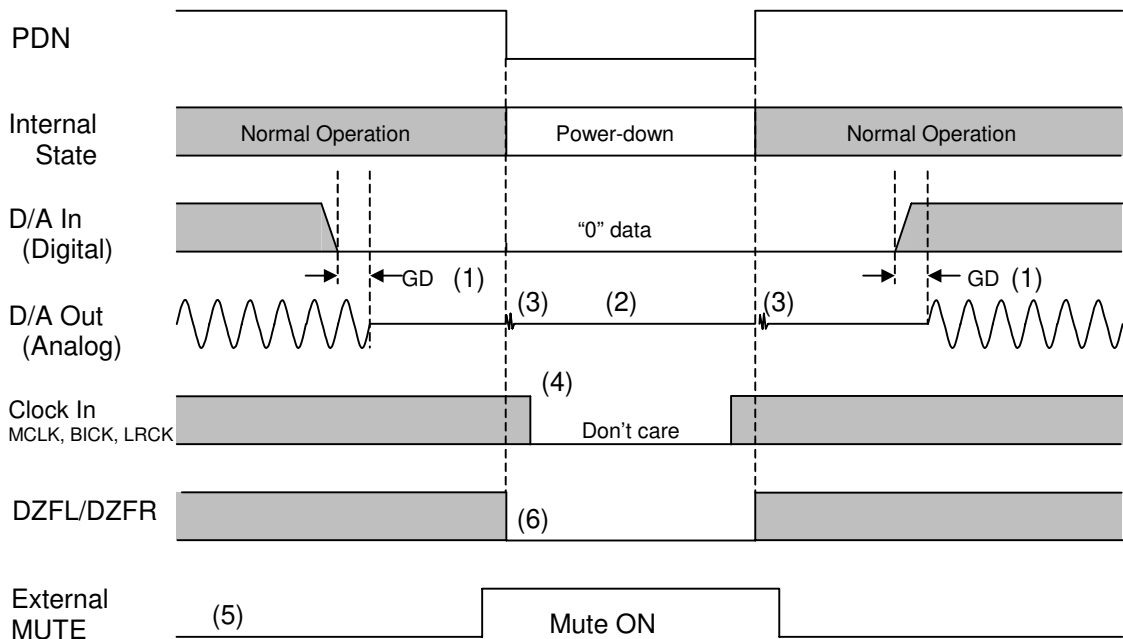 PDN
Internal
State
Normal Operation
Power-down
Normal Operation
D/A In
(Digital)
“0” data
GD (1)
GD (1)
D/A Out
(Analog)
(3)
(2)
(3)
Clock In
MCLK, BICK, LRCK
(4)
Don’t care
DZFL/DZFR
(6)
External
MUTE
(5)
Mute ON